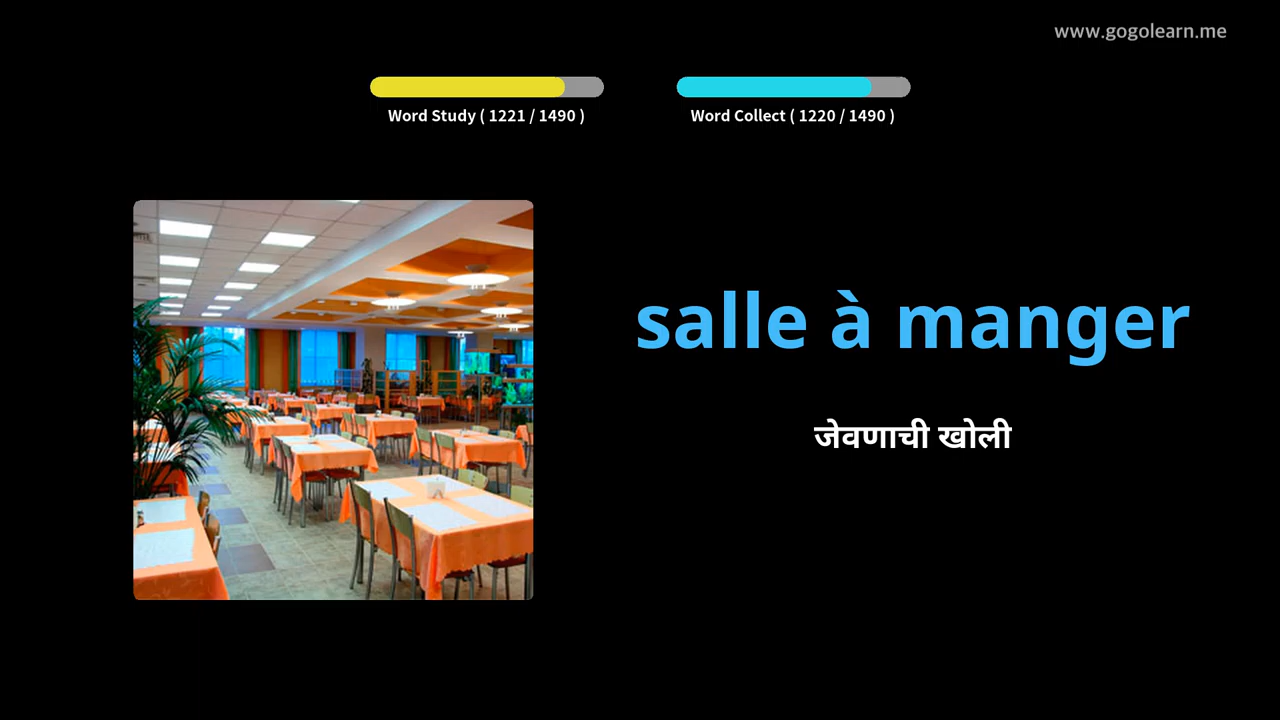 www.gogolearn.me
Word Study ( 1221 / 1490 )
Word Collect ( 1220 / 1490 )
salle à manger
जेवणाची खोली